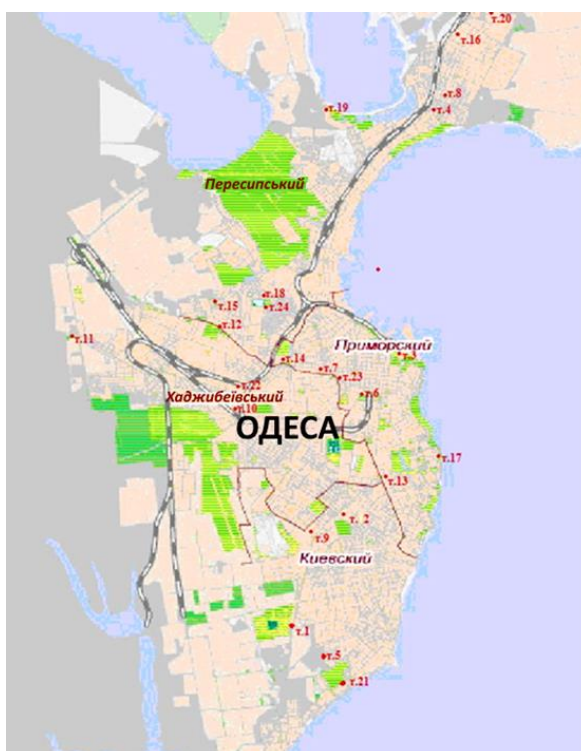 т.20
т.16
т.8
т.4
т.19
Пересипський
т.18
т.15
т.24
т.12
т.11
Приморский
т.3
т.14
т.7
т.23
т.22
т.6
Хаджибеївський
т.10
ОДЕСА
т.17
т.13
т. 2
т.9
Киевский
т.1
т.5
т.21